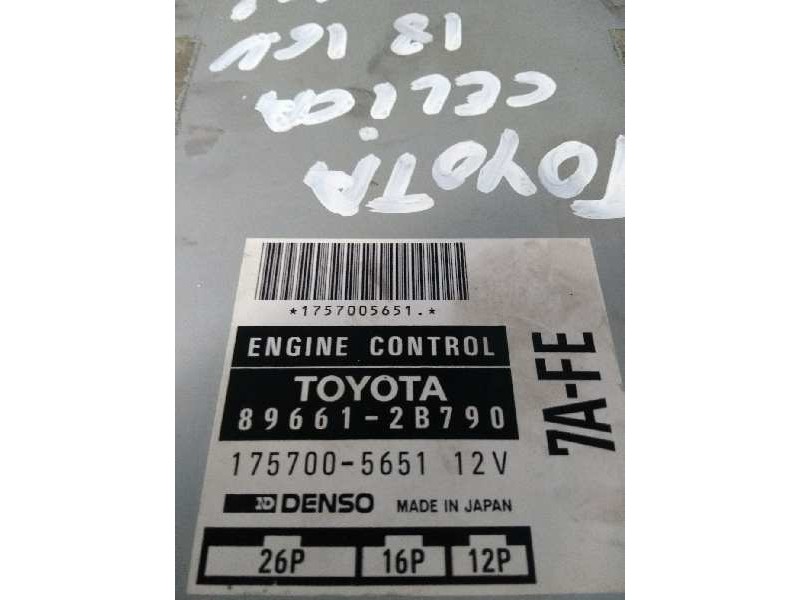 18 16V
CELICA
TOYOTA
*1757005651.*
ENGINE CONTROL
TOYOTA
89661-2B790
175700-5651 12V
ND DENSO MADE IN JAPAN
26P 16P 12P
7A-FE